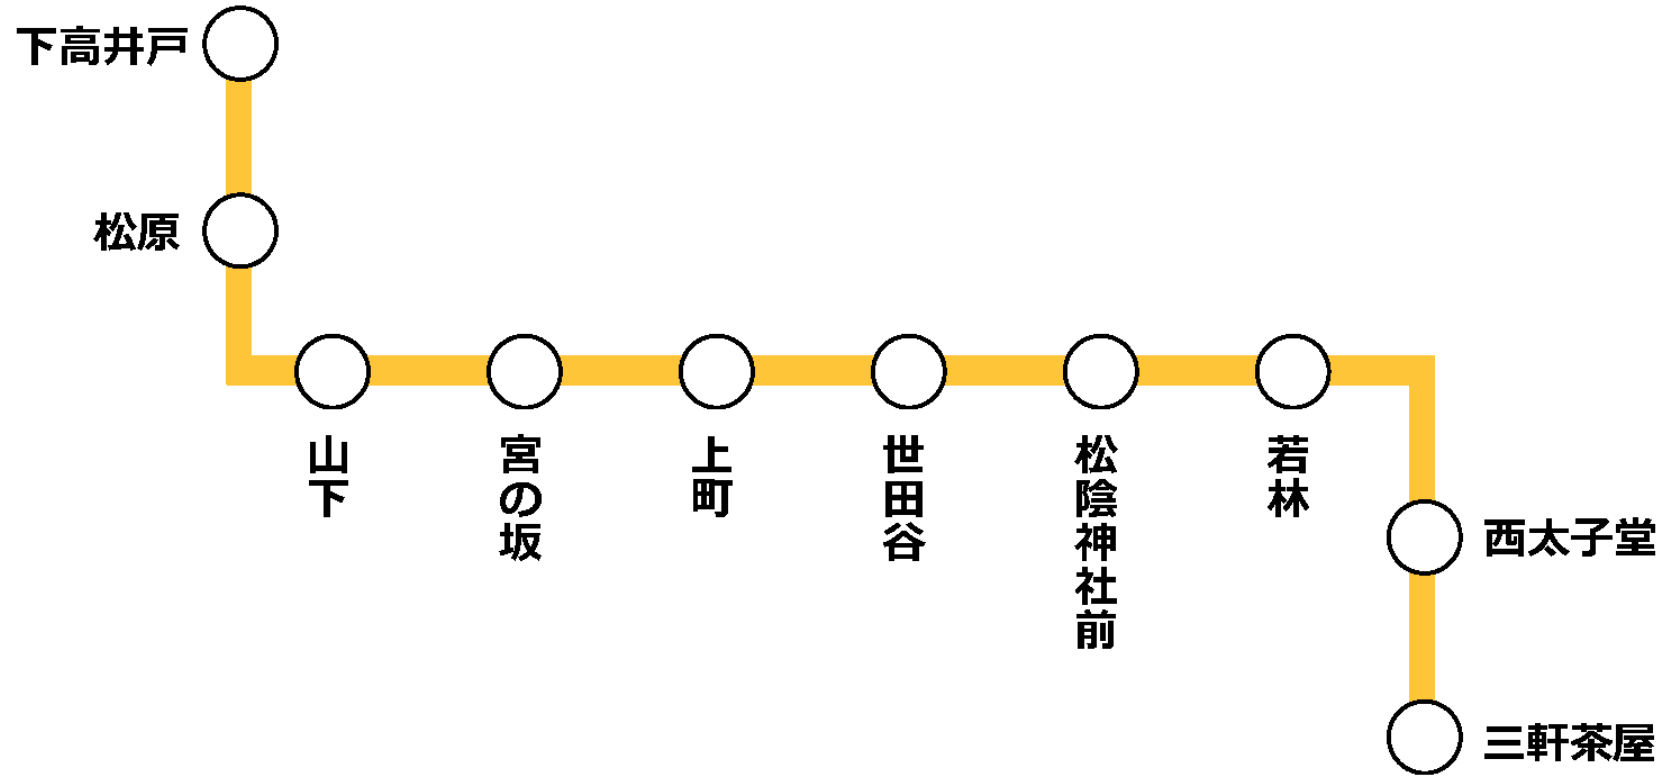 下高井戸
松原
山下
宮の坂
上町
世田谷
松陰神社前
若林
西太子堂
三軒茶屋